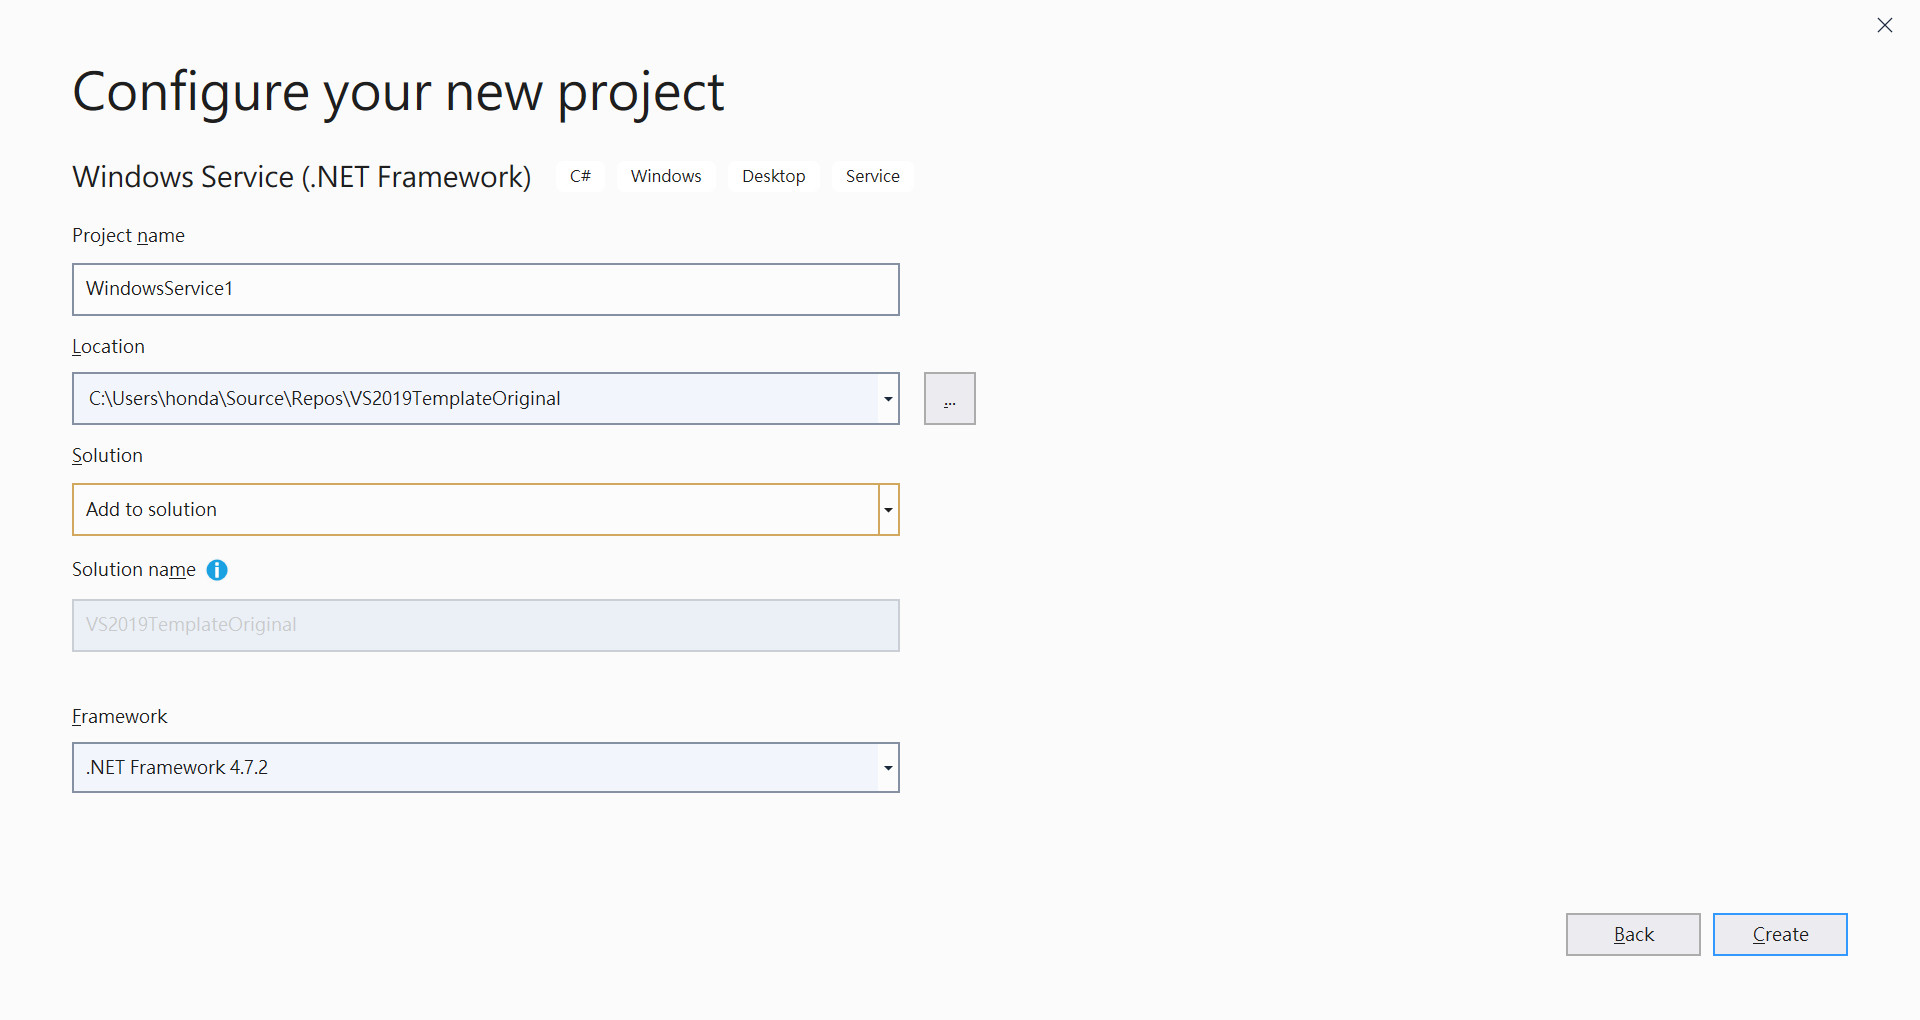 Configure your new project
Windows Service (.NET Framework) C# Windows Desktop Service
Project name
WindowsService1
Location
C:\Users\honda\Source\Repos\VS2019TemplateOriginal
...
Solution
Add to solution
Solution name
VS2019TemplateOriginal
Framework
.NET Framework 4.7.2
Back Create